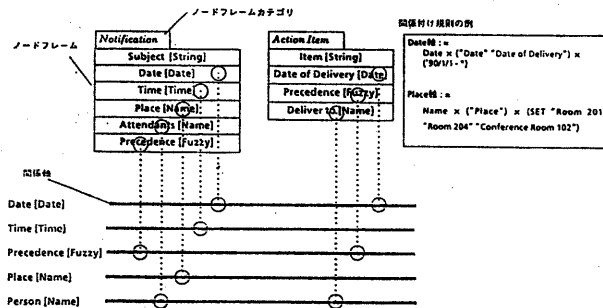 ノードフレームカテゴリ
ノードフレーム
Notification
Subject [String]
Date [Date]
Time [Time]
Place [Name]
Attendants [Name]
Precedence [Fuzzy]
Action Item
Item [String]
Date of Delivery [Date]
Precedence [Fuzzy]
Deliver to [Name]
関係付け規則の例
Date軸 : =
Date × ("Date" "Date of Delivery") ×
('90/1/1 - *)
Place軸 : =
Name × ("Place") × (SET "Room 201
"Room 204" "Conference Room 102")
関係軸
Date [Date]
Time [Time]
Precedence [Fuzzy]
Place [Name]
Person [Name]